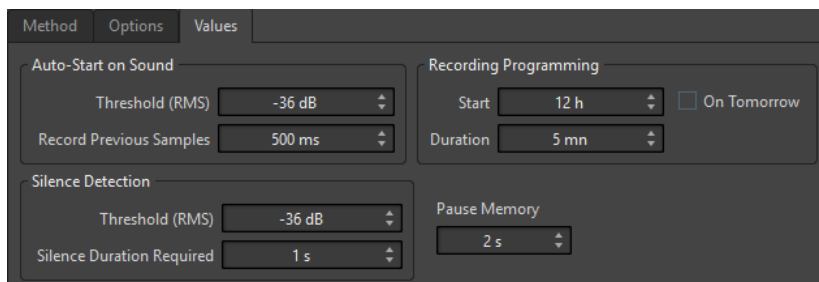 Method Options Values
Auto-Start on Sound
Threshold (RMS) -36 dB
Record Previous Samples 500 ms
Recording Programming
Start 12 h On Tomorrow
Duration 5 mn
Silence Detection
Threshold (RMS) -36 dB
Silence Duration Required 1 s
Pause Memory
2 s